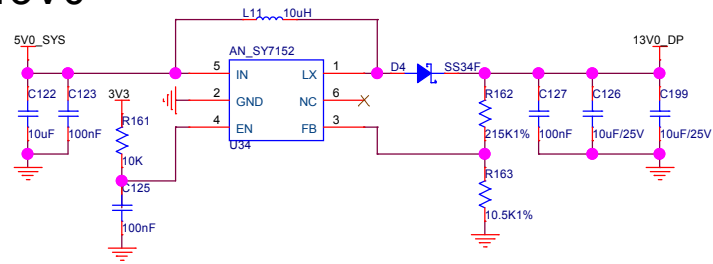 L11 10uH
5V0_SYS
AN_SY7152
13V0_DP
5 IN LX 1
D4 SS34F
C122 C123 3V3
2 GND NC 6
R162 C127 C126 C199
R161
4 EN FB 3
10uF 100nF
215K1% 100nF 10uF/25V 10uF/25V
U34
10K
C125
R163
100nF
10.5K1%